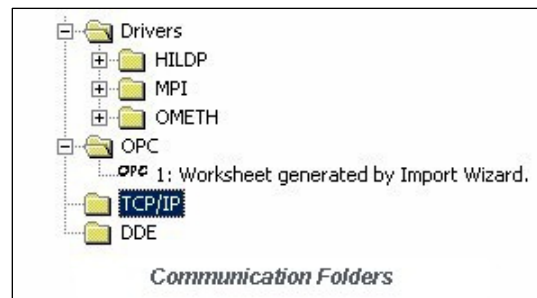 Drivers
HILDP
MPI
OMETH
OPC
OPC 1: Worksheet generated by Import Wizard.
TCP/IP
DDE
Communication Folders